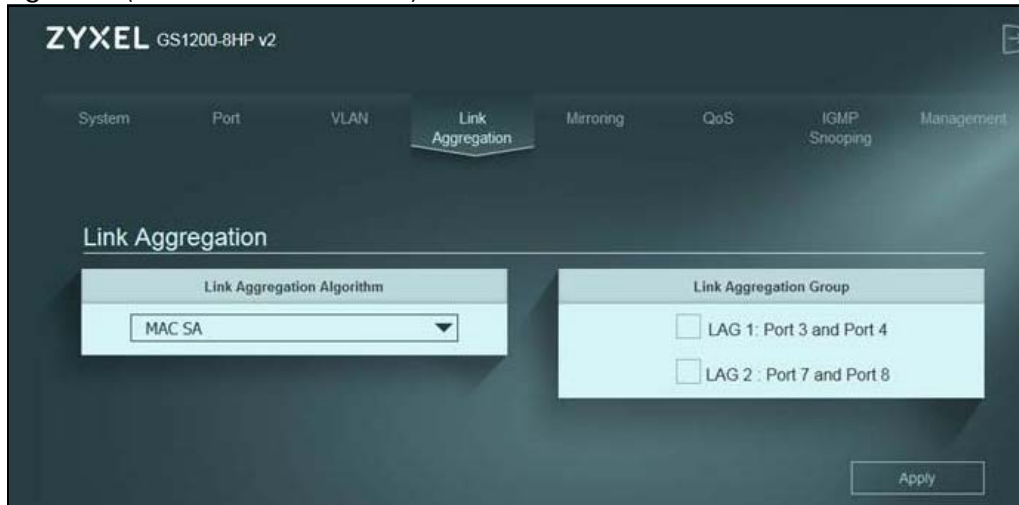 ZYXEL GS1200-8HP v2
System Port VLAN Link Aggregation Mirroring QoS IGMP Snooping Management
Link Aggregation
Link Aggregation Algorithm
MAC SA
Link Aggregation Group
LAG 1: Port 3 and Port 4
LAG 2 : Port 7 and Port 8
Apply